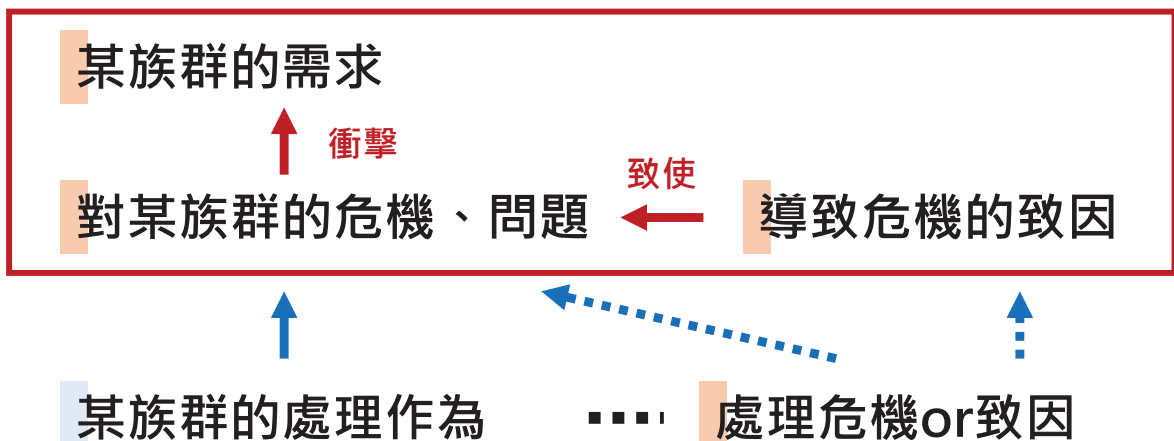 某族群的需求
衝擊
致使
對某族群的危機、問題
導致危機的致因
某族群的處理作為
處理危機or致因